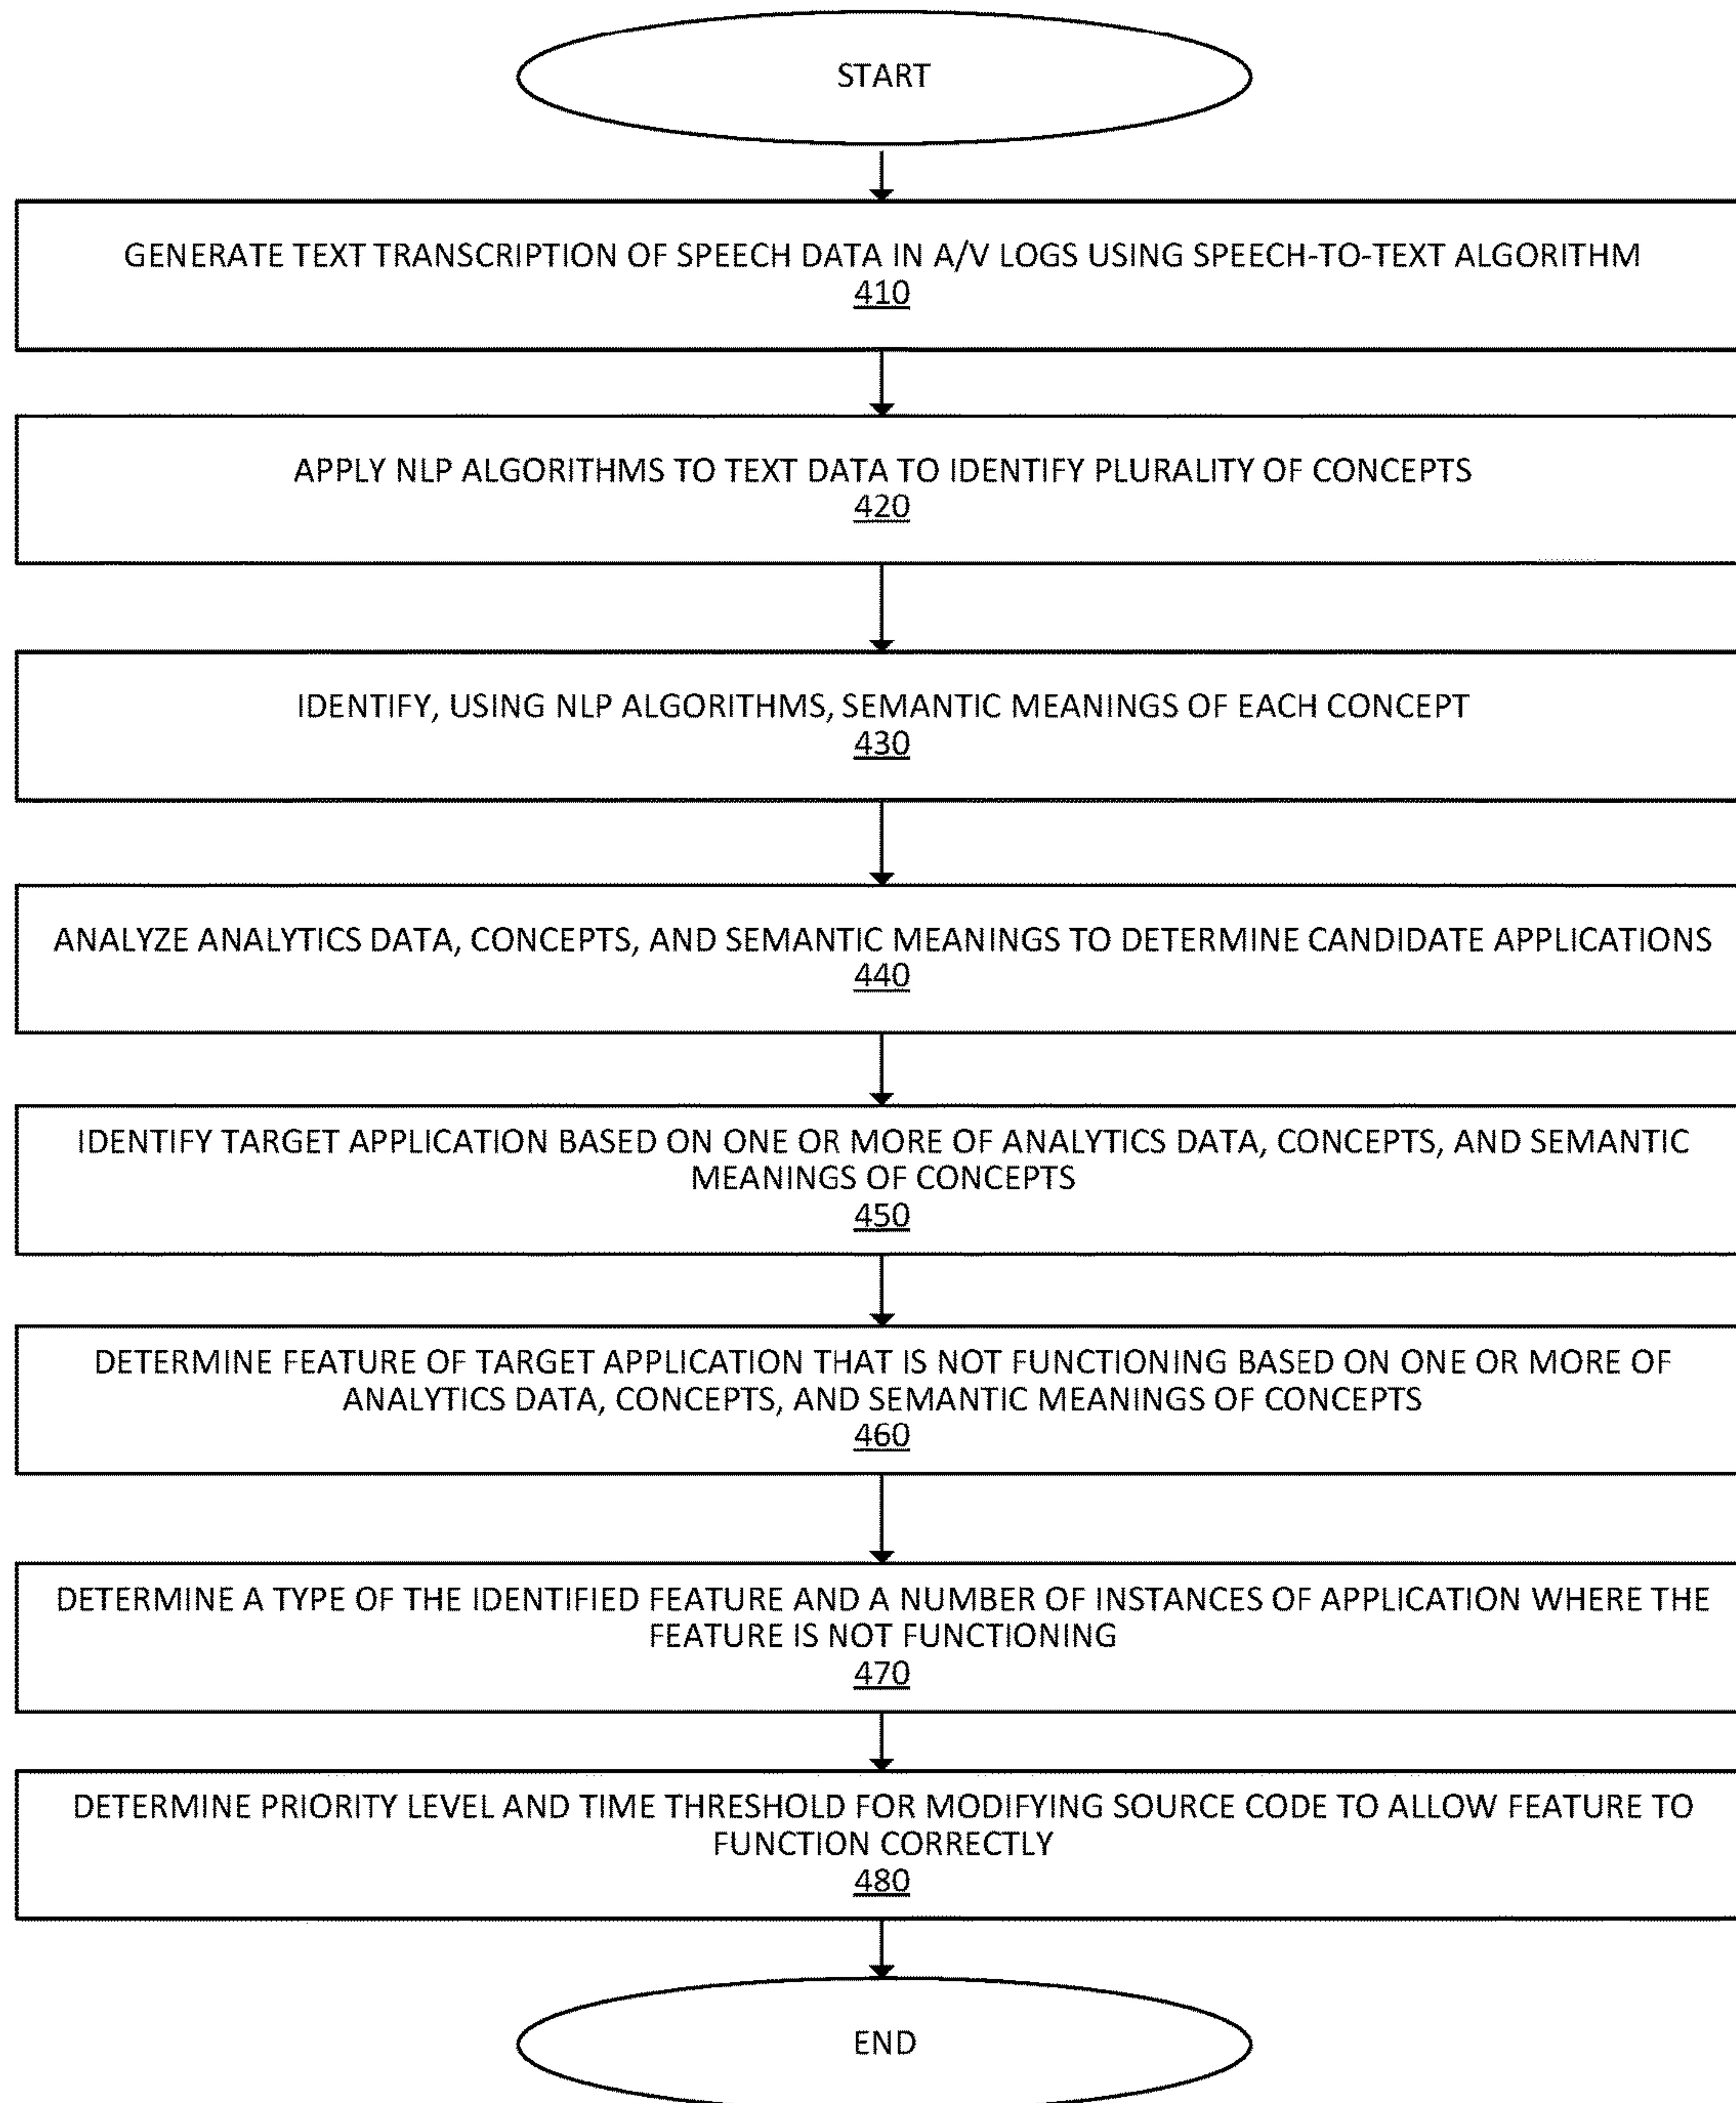 START
GENERATE TEXT TRANSCRIPTION OF SPEECH DATA IN A/V LOGS USING SPEECH-TO-TEXT ALGORITHM
410
APPLY NLP ALGORITHMS TO TEXT DATA TO IDENTIFY PLURALITY OF CONCEPTS
420
IDENTIFY, USING NLP ALGORITHMS, SEMANTIC MEANINGS OF EACH CONCEPT
430
ANALYZE ANALYTICS DATA, CONCEPTS, AND SEMANTIC MEANINGS TO DETERMINE CANDIDATE APPLICATIONS
440
IDENTIFY TARGET APPLICATION BASED ON ONE OR MORE OF ANALYTICS DATA, CONCEPTS, AND SEMANTIC
MEANINGS OF CONCEPTS
450
DETERMINE FEATURE OF TARGET APPLICATION THAT IS NOT FUNCTIONING BASED ON ONE OR MORE OF
ANALYTICS DATA, CONCEPTS, AND SEMANTIC MEANINGS OF CONCEPTS
460
DETERMINE A TYPE OF THE IDENTIFIED FEATURE AND A NUMBER OF INSTANCES OF APPLICATION WHERE THE
FEATURE IS NOT FUNCTIONING
470
DETERMINE PRIORITY LEVEL AND TIME THRESHOLD FOR MODIFYING SOURCE CODE TO ALLOW FEATURE TO
FUNCTION CORRECTLY
480
END